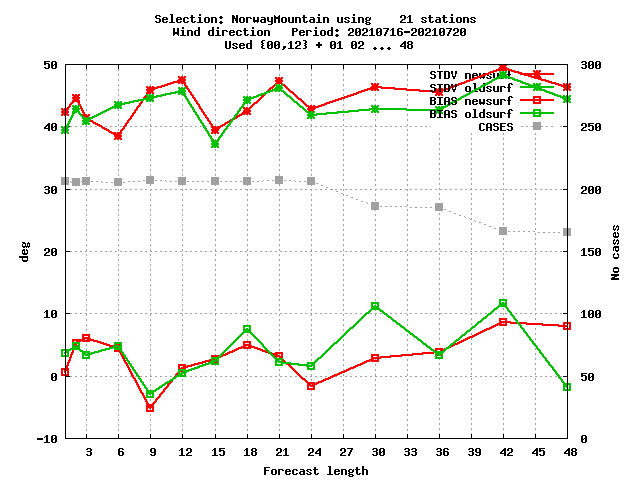 Selection: NorwayMountain using    21 stations
Wind direction   Period: 20210716-20210720
Used {00,12} + 01 02 ... 48
STDV newsurf
STDV oldsurf
BIAS newsurf
BIAS oldsurf
CASES
50
40
30
20
10
0
-10
deg
300
250
200
150
100
50
0
No cases
3 6 9 12 15 18 21 24 27 30 33 36 39 42 45 48
Forecast length